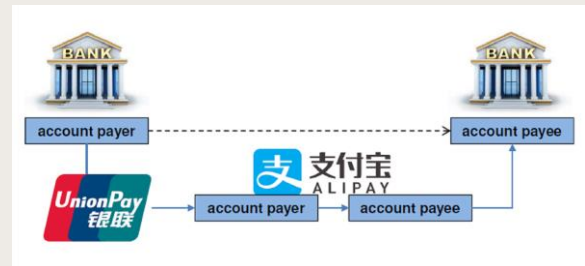 BANK
BANK
account payer
account payee
支付宝
ALIPAY
UnionPay
银联
account payer
account payee